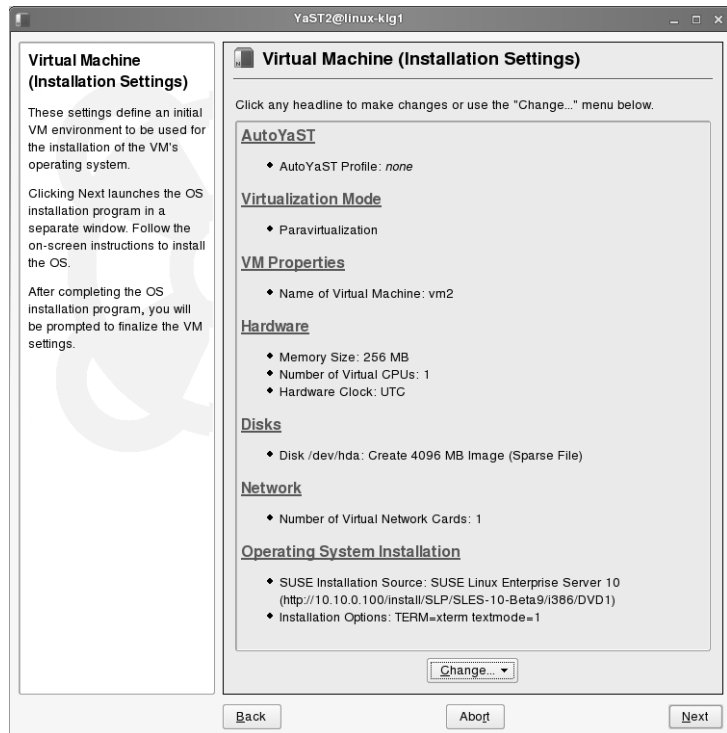 YaST2@linux-klg1
Virtual Machine
(Installation Settings)
These settings define an initial
VM environment to be used for
the installation of the VM's
operating system.
Clicking Next launches the OS
installation program in a
separate window. Follow the
on-screen instructions to install
the OS.
After completing the OS
installation program, you will
be prompted to finalize the VM
settings.
Virtual Machine (Installation Settings)
Click any headline to make changes or use the "Change..." menu below.
AutoYaST
AutoYaST Profile: none
Virtualization Mode
Paravirtualization
VM Properties
Name of Virtual Machine: vm2
Hardware
Memory Size: 256 MB
Number of Virtual CPUs: 1
Hardware Clock: UTC
Disks
Disk /dev/hda: Create 4096 MB Image (Sparse File)
Network
Number of Virtual Network Cards: 1
Operating System Installation
SUSE Installation Source: SUSE Linux Enterprise Server 10
(http://10.10.0.100/install/SLP/SLES-10-Beta9/i386/DVD1)
Installation Options: TERM=xterm textmode=1
Change...
Back
Abort
Next